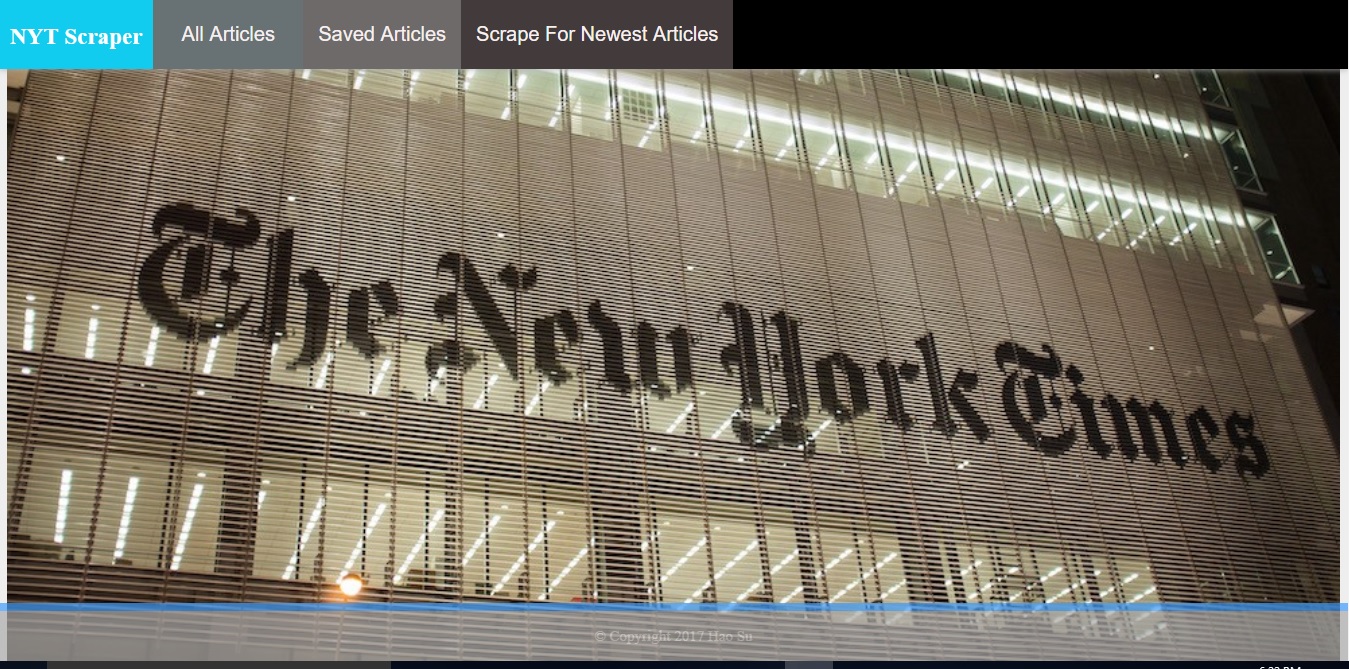 NYT Scraper
All Articles
Saved Articles
Scrape For Newest Articles
The New York Times
© Copyright 2017 Hao Su